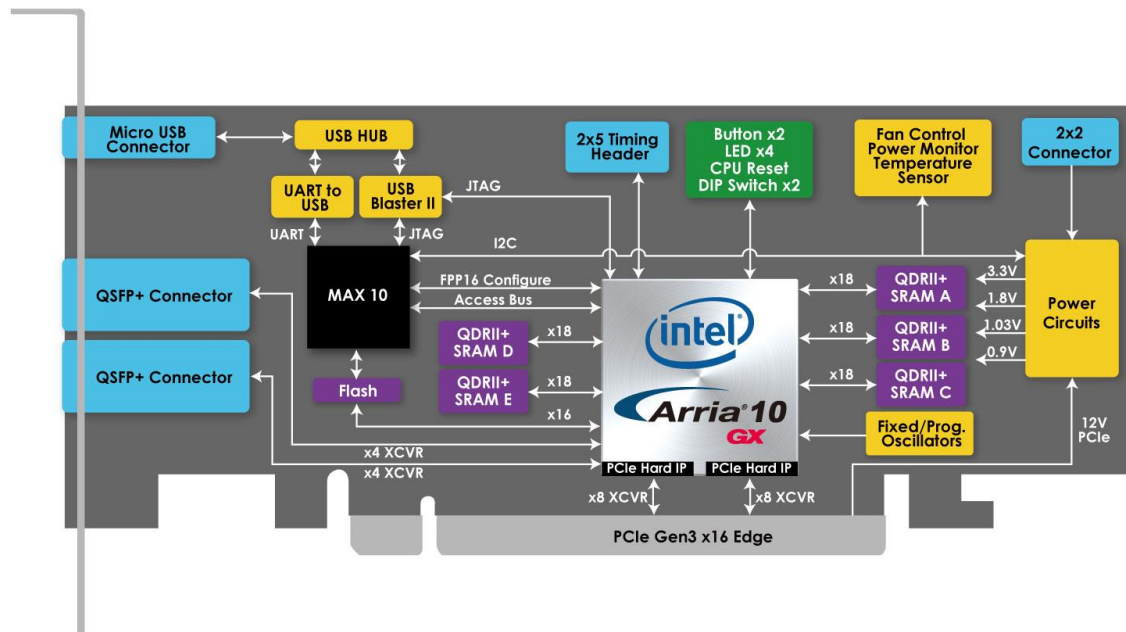 Micro USB
Connector
USB HUB
2x5 Timing
Header
Button x2
LED x4
CPU Reset
DIP Switch x2
Fan Control
Power Monitor
Temperature
Sensor
2x2
Connector
UART to
USB
USB
Blaster II
JTAG
UART
JTAG
I2C
QSFP+ Connector
MAX 10
FPP16 Configure
Access Bus
x18
QDRII+
SRAM A
3.3V
1.8V
1.03V
0.9V
Power
Circuits
intel
QDRII+
SRAM D
x18
x18
QDRII+
SRAM B
QSFP+ Connector
Flash
QDRII+
SRAM E
x18
x16
Arria® 10
GX
x18
QDRII+
SRAM C
Fixed/Prog.
Oscillators
12V
PCIe
x4 XCVR
x4 XCVR
PCIe Hard IP
PCIe Hard IP
x8 XCVR
x8 XCVR
PCIe Gen3 x16 Edge